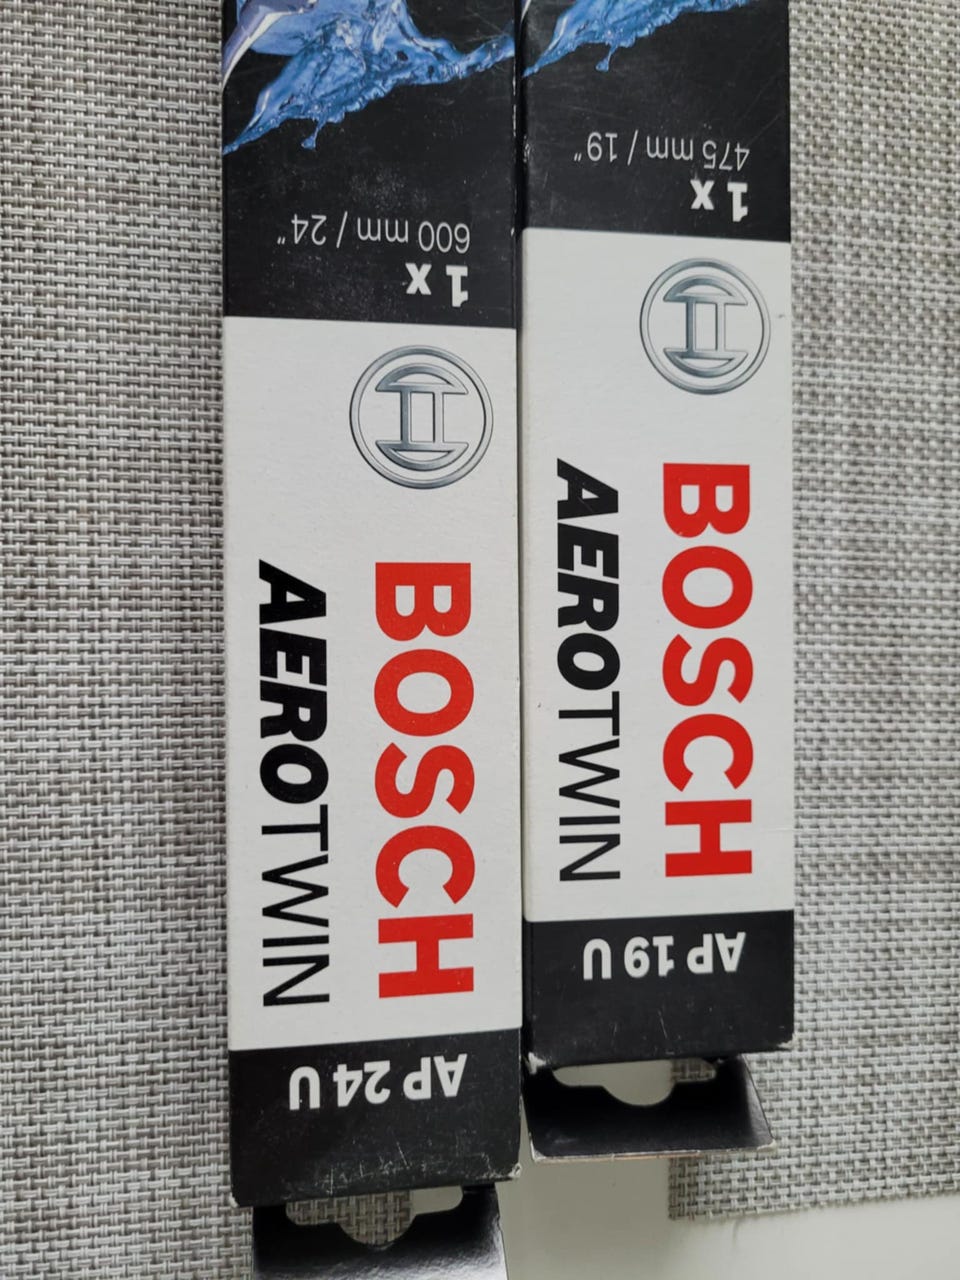 1 x
600 mm / 24"
BOSCH
AEROTWIN
AP 24 U
1 x
475 mm / 19"
BOSCH
AEROTWIN
AP 19 U